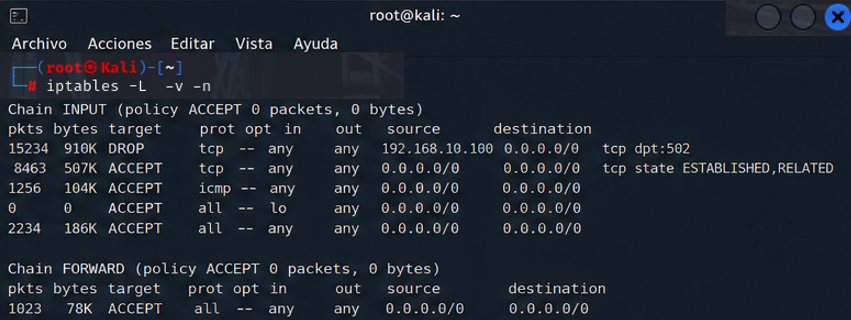 root@kali: ~
Archivo Acciones Editar Vista Ayuda
┌──(root㉿Kali)-[~]
└─# iptables -L  -v -n
Chain INPUT (policy ACCEPT 0 packets, 0 bytes)
pkts bytes target prot opt in out source destination
15234 910K DROP tcp -- any any 192.168.10.100 0.0.0.0/0 tcp dpt:502
8463 507K ACCEPT tcp -- any any 0.0.0.0/0 0.0.0.0/0 tcp state ESTABLISHED,RELATED
1256 104K ACCEPT icmp -- any any 0.0.0.0/0 0.0.0.0/0
0 0 ACCEPT all -- lo any 0.0.0.0/0 0.0.0.0/0
2234 186K ACCEPT all -- any any 0.0.0.0/0 0.0.0.0/0
Chain FORWARD (policy ACCEPT 0 packets, 0 bytes)
pkts bytes target prot opt in out source destination
1023 78K ACCEPT all -- any any 0.0.0.0/0 0.0.0.0/0